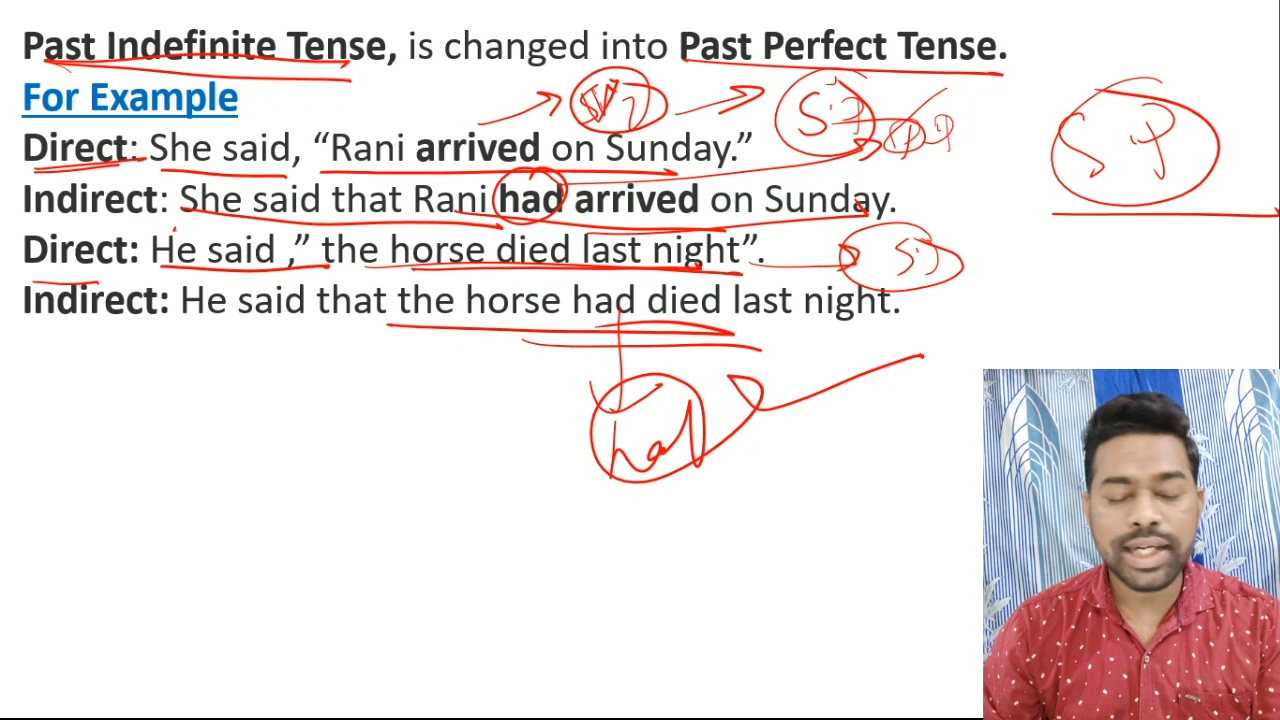 Past Indefinite Tense, is changed into Past Perfect Tense.
For Example
Direct: She said, “Rani arrived on Sunday.”
Indirect: She said that Rani had arrived on Sunday.
Direct: He said ,” the horse died last night”.
Indirect: He said that the horse had died last night.
had